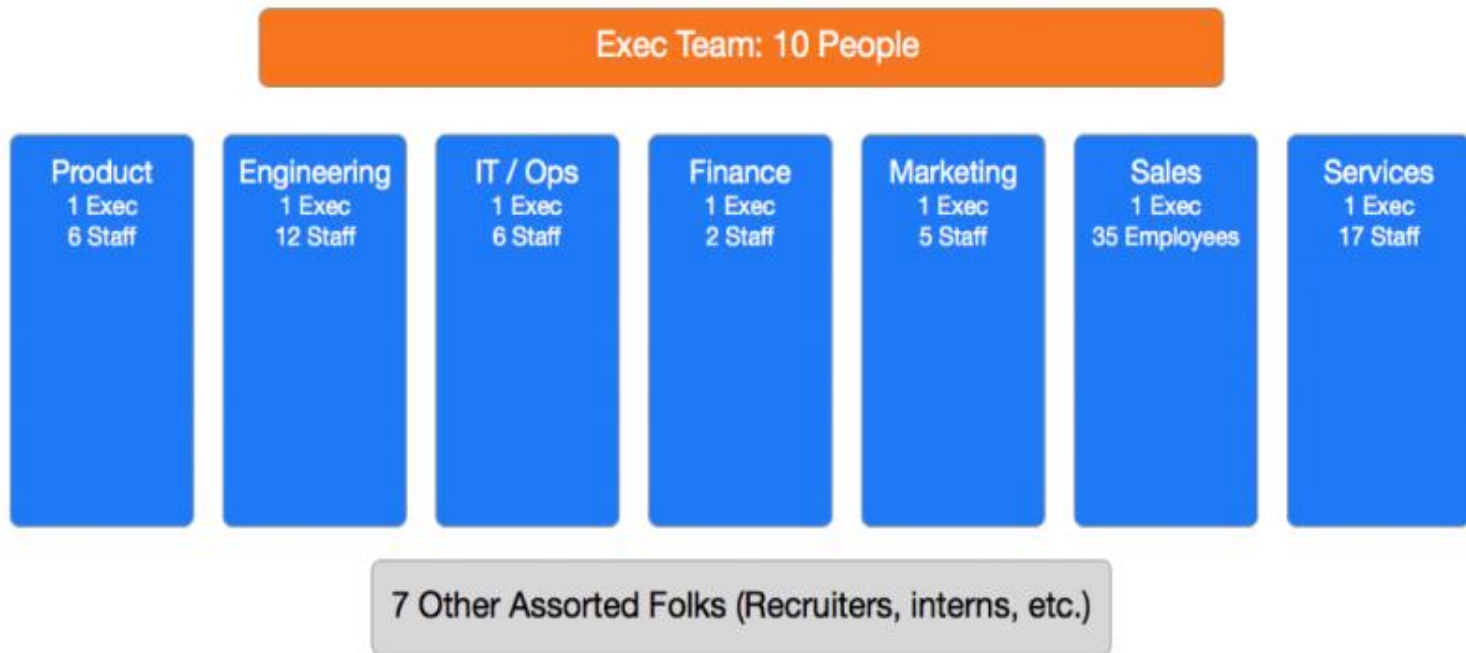 Exec Team: 10 People
Product
1 Exec
6 Staff
Engineering
1 Exec
12 Staff
IT / Ops
1 Exec
6 Staff
Finance
1 Exec
2 Staff
Marketing
1 Exec
5 Staff
Sales
1 Exec
35 Employees
Services
1 Exec
17 Staff
7 Other Assorted Folks (Recruiters, interns, etc.)